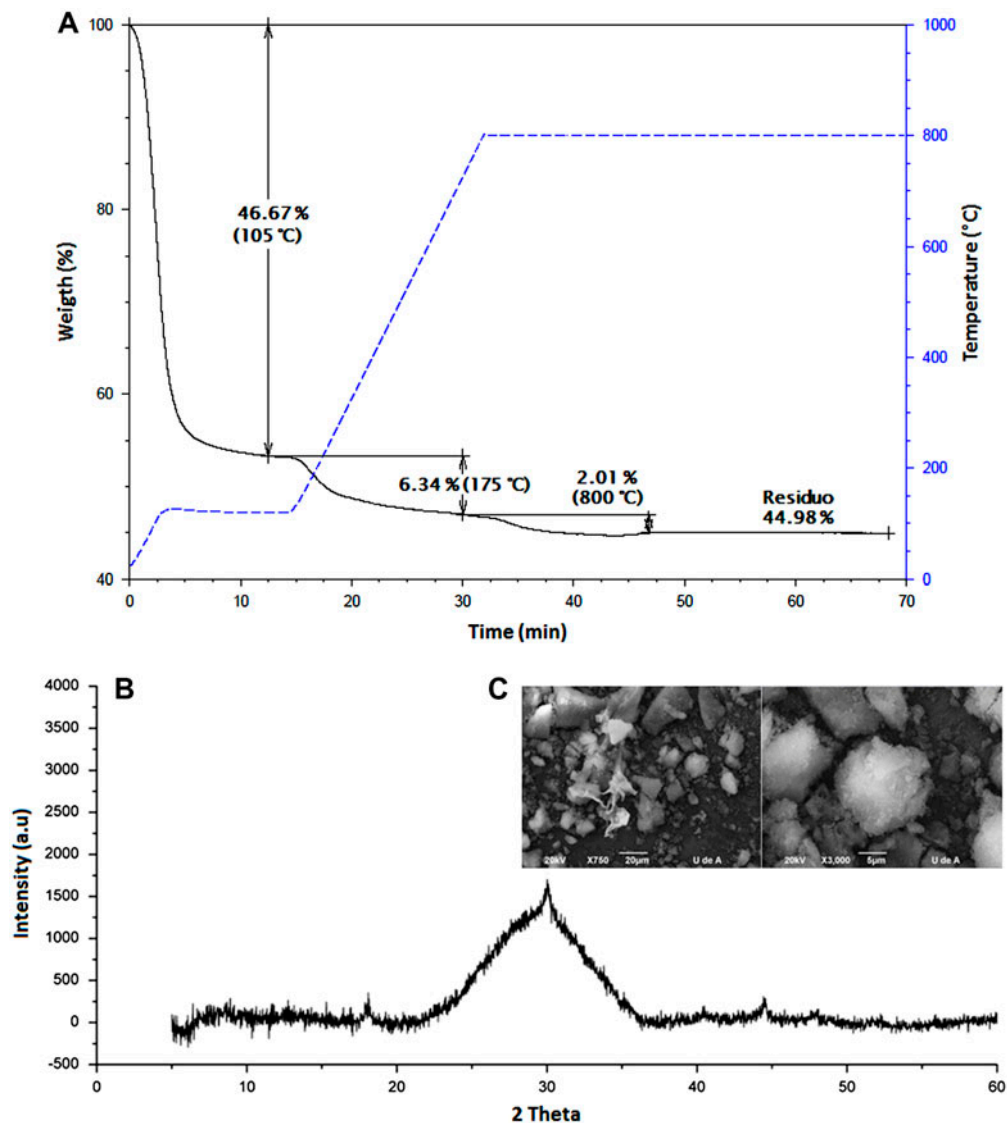 A
100
80
60
40
Weigth (%)
46.67%
(105 °C)
6.34 % (175 °C)
2.01 %
(800 °C)
Residuo
44.98%
1000
800
600
400
200
0
Temperature (°C)
0 10 20 30 40 50 60 70
Time (min)
B
C
4000
3500
3000
2500
2000
1500
1000
500
0
-500
Intensity (a.u)
20kV X750 20µm U de A
20kV X3,000 5µm U de A
0 10 20 30 40 50 60
2 Theta